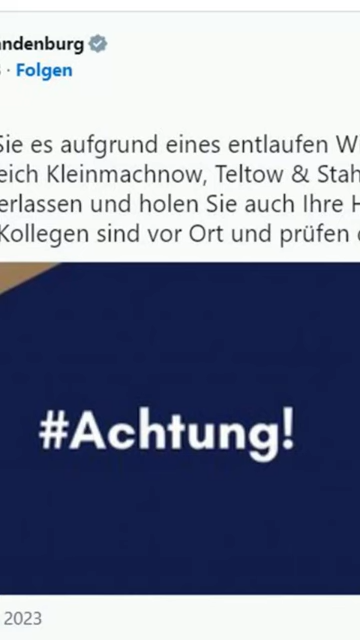 ndenburg
· Folgen
Sie es aufgrund eines entlaufen W
eich Kleinmachnow, Teltow & Stah
erlassen und holen Sie auch Ihre H
Kollegen sind vor Ort und prüfen
#Achtung!
2023